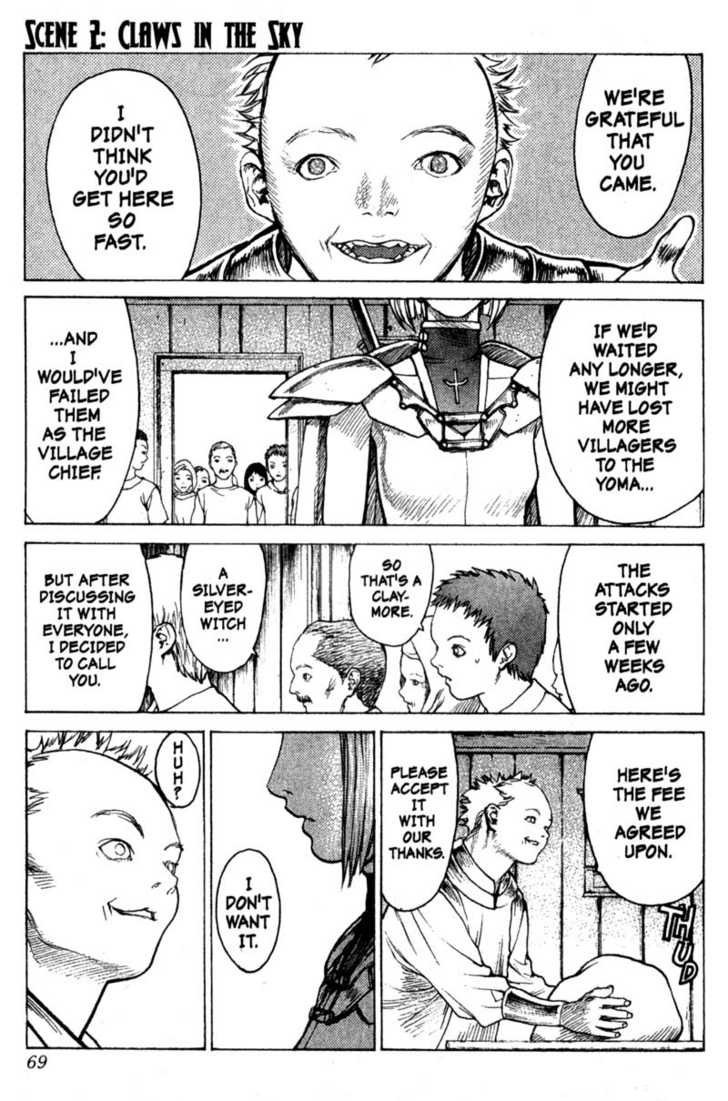 SCENE 2: CLAWS IN THE SKY
WE'RE
GRATEFUL
THAT
YOU
CAME.
I
DIDN'T
THINK
YOU'D
GET HERE
SO
FAST.
IF WE'D
WAITED
ANY LONGER,
WE MIGHT
HAVE LOST
MORE
VILLAGERS
TO THE
YOMA...
...AND
I
WOULD'VE
FAILED
THEM
AS THE
VILLAGE
CHIEF.
THE
ATTACKS
STARTED
ONLY
A FEW
WEEKS
AGO.
SO
THAT'S A
CLAY-
MORE.
A
SILVER-
EYED
WITCH
...
BUT AFTER
DISCUSSING
IT WITH
EVERYONE,
I DECIDED
TO CALL
YOU.
HERE'S
THE FEE
WE
AGREED
UPON.
PLEASE
ACCEPT
IT
WITH
OUR
THANKS.
THUD
I
DON'T
WANT
IT.
HUH?
69